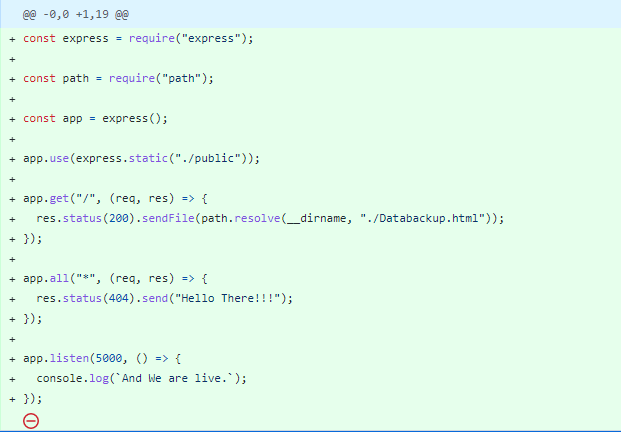 @@ -0,0 +1,19 @@
+ const express = require("express");
+
+ const path = require("path");
+
+ const app = express();
+
+ app.use(express.static("./public"));
+
+ app.get("/", (req, res) => {
+   res.status(200).sendFile(path.resolve(__dirname, "./Databackup.html"));
+ });
+
+ app.all("*", (req, res) => {
+   res.status(404).send("Hello There!!!");
+ });
+
+ app.listen(5000, () => {
+   console.log(`And We are live.`);
+ });